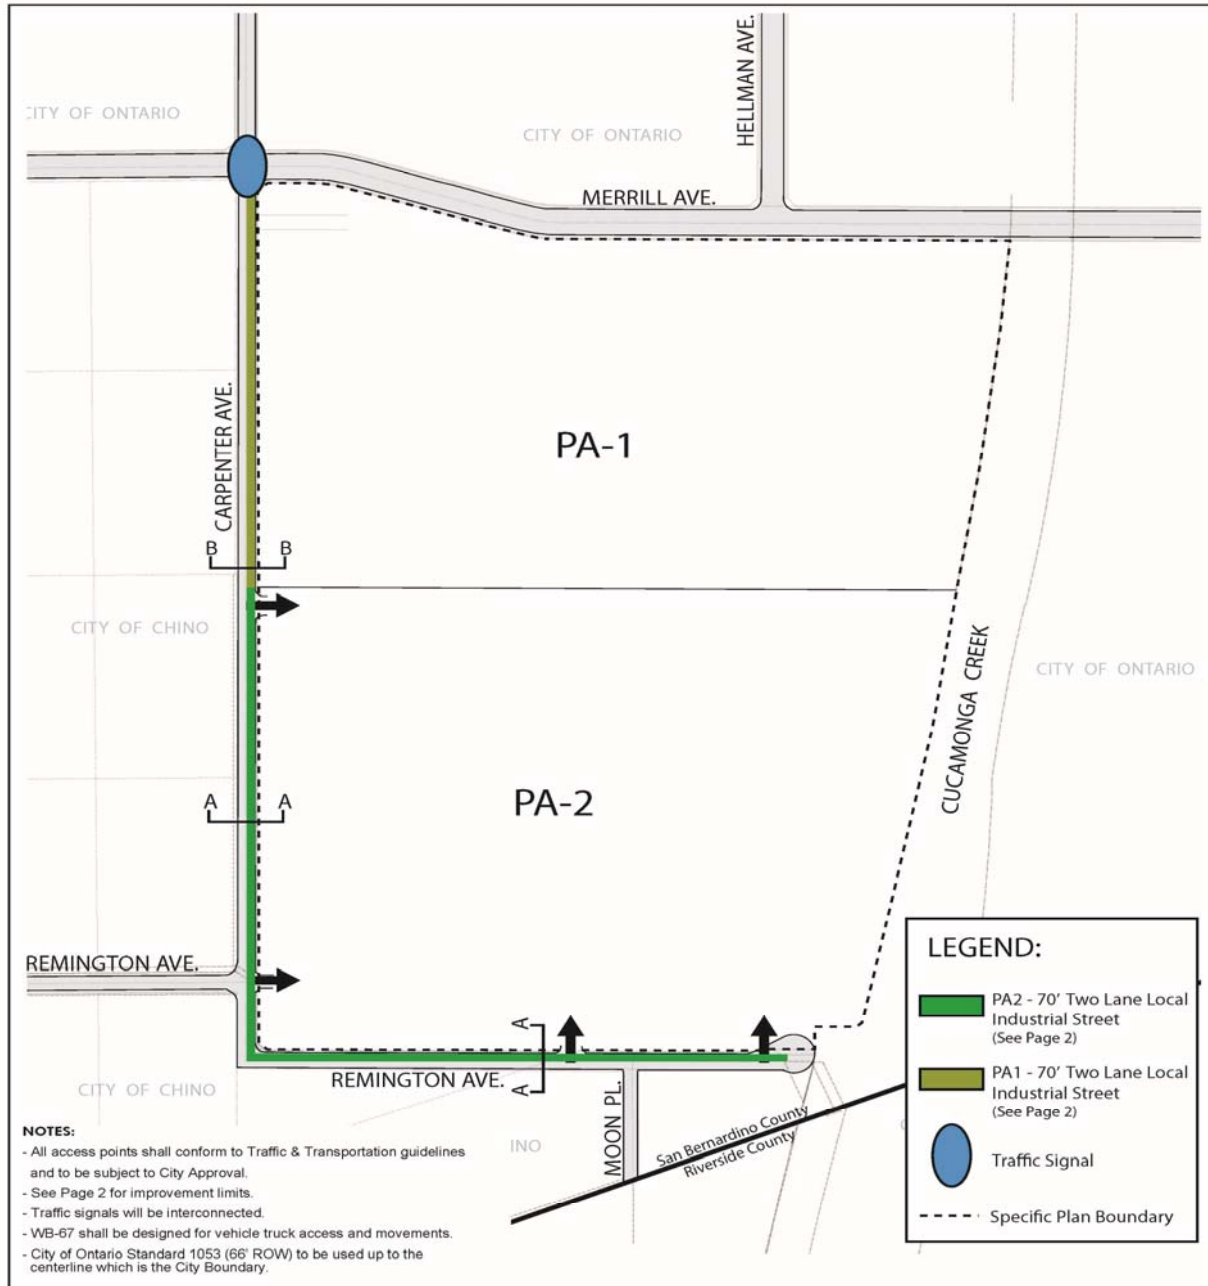 HELLMAN AVE.
CITY OF ONTARIO
CITY OF ONTARIO
MERRILL AVE.
CARPENTER AVE.
PA-1
B B
CITY OF CHINO
CUCAMONGA CREEK
CITY OF ONTARIO
A A
PA-2
REMINGTON AVE.
A
A
REMINGTON AVE.
CITY OF CHINO
MOON PL.
INO
San Bernardino County
Riverside County
LEGEND:
PA2 - 70' Two Lane Local
Industrial Street
(See Page 2)
PA1 - 70' Two Lane Local
Industrial Street
(See Page 2)
Traffic Signal
Specific Plan Boundary
NOTES:
- All access points shall conform to Traffic & Transportation guidelines
and to be subject to City Approval.
- See Page 2 for improvement limits.
- Traffic signals will be interconnected.
- WB-67 shall be designed for vehicle truck access and movements.
- City of Ontario Standard 1053 (66' ROW) to be used up to the
centerline which is the City Boundary.